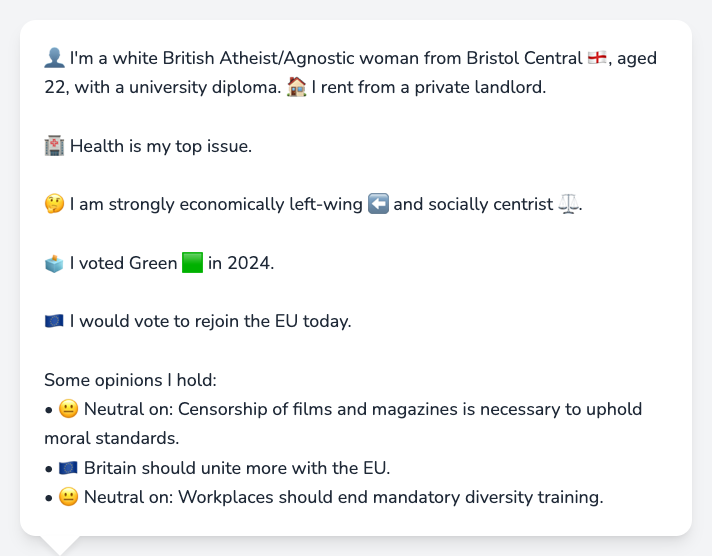 👤 I'm a white British Atheist/Agnostic woman from Bristol Central 🏴󠁧󠁢󠁥󠁮󠁧󠁿, aged
22, with a university diploma. 🏠 I rent from a private landlord.
🏥 Health is my top issue.
🤔 I am strongly economically left-wing ⬅️ and socially centrist ⚖️.
🗳️ I voted Green 🟩 in 2024.
🇪🇺 I would vote to rejoin the EU today.
Some opinions I hold:
• 😐 Neutral on: Censorship of films and magazines is necessary to uphold
moral standards.
• 🇪🇺 Britain should unite more with the EU.
• 😐 Neutral on: Workplaces should end mandatory diversity training.